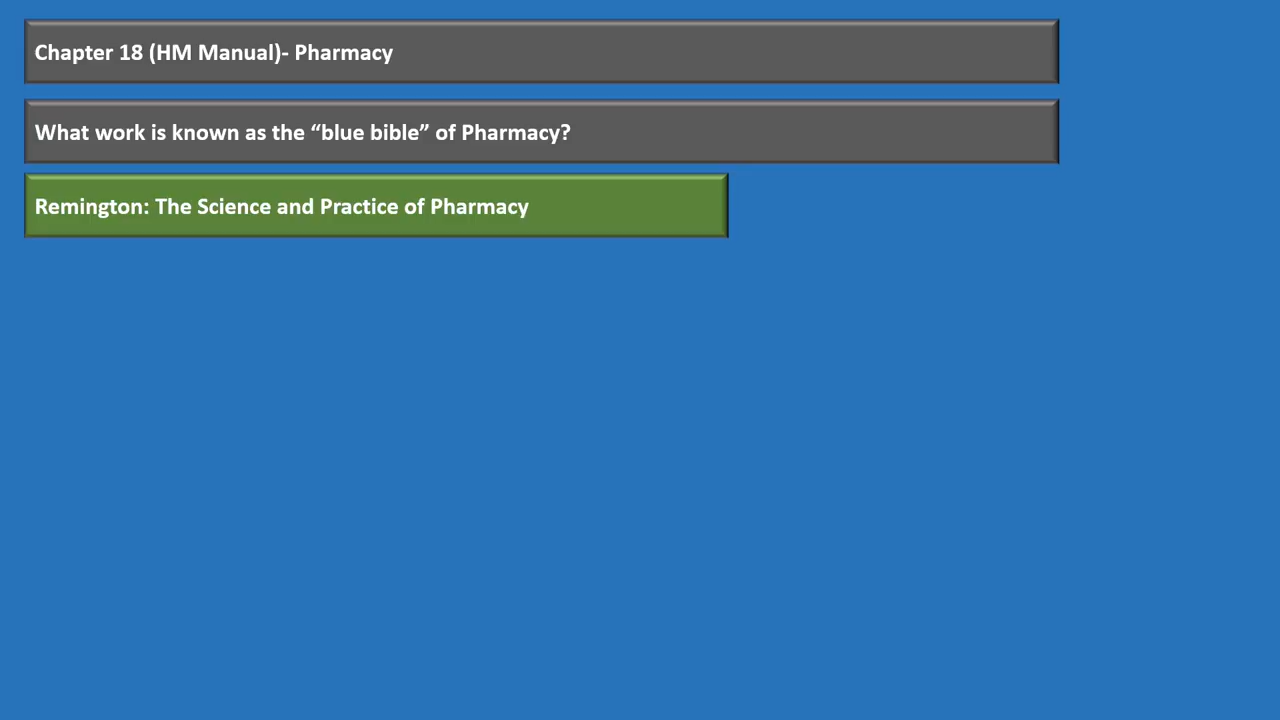 Chapter 18 (HM Manual)- Pharmacy
What work is known as the “blue bible” of Pharmacy?
Remington: The Science and Practice of Pharmacy